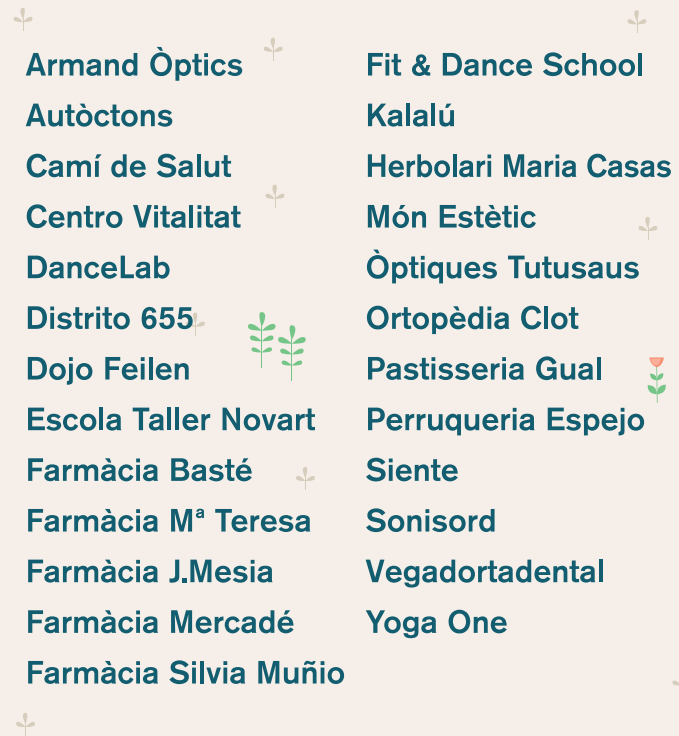 Armand Òptics
Autòctons
Camí de Salut
Centro Vitalitat
DanceLab
Distrito 655
Dojo Feilen
Escola Taller Novart
Farmàcia Basté
Farmàcia Mª Teresa
Farmàcia J.Mesia
Farmàcia Mercadé
Farmàcia Silvia Muñio
Fit & Dance School
Kalalú
Herbolari Maria Casas
Món Estètic
Òptiques Tutusaus
Ortopèdia Clot
Pastisseria Gual
Perruqueria Espejo
Siente
Sonisord
Vegadortadental
Yoga One